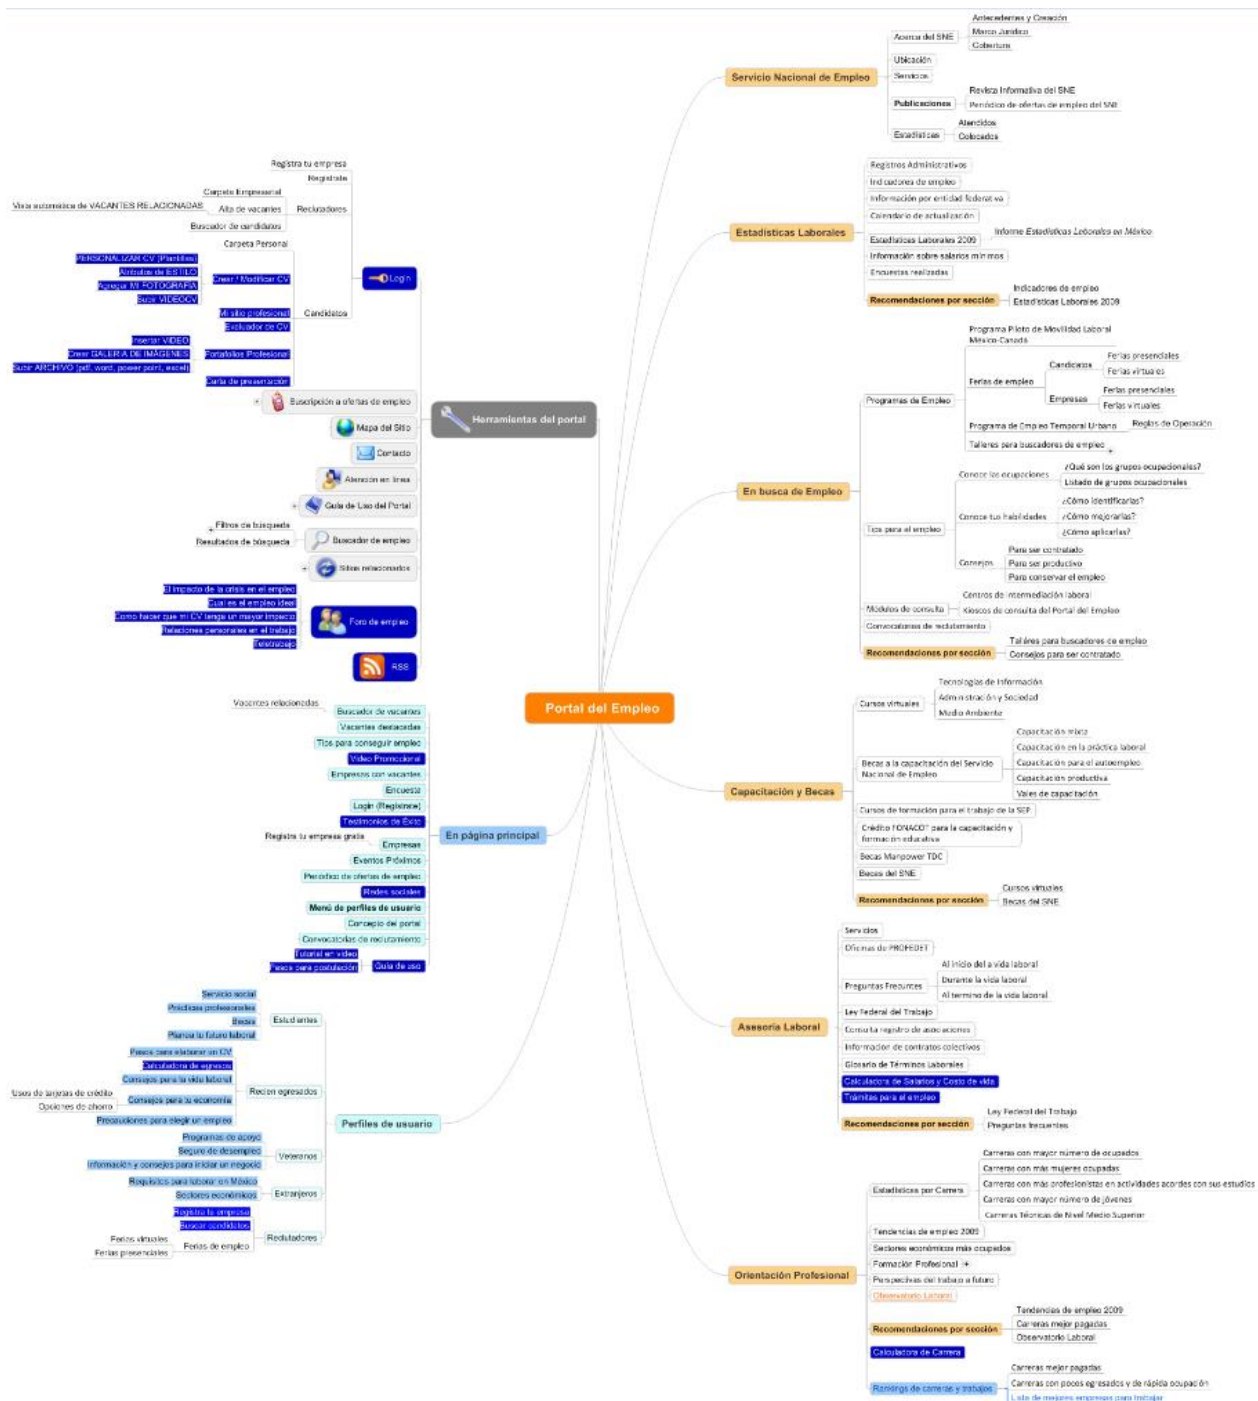 Portal del Empleo
Servicio Nacional de Empleo
Acerca del SNE
Antecedentes y Creación
Marco Jurídico
Cobertura
Ubicación
Servicios
Publicaciones
Revista Informativa del SNE
Periódico de ofertas de empleo del SNE
Estadísticas
Atendidos
Colocados
Estadísticas Laborales
Registros Administrativos
Indicadores de empleo
Información por entidad federativa
Calendario de actualización
Estadísticas Laborales 2009
Informe Estadísticas Laborales en México
Información sobre salarios mínimos
Encuestas realizadas
Recomendaciones por sección
Indicadores de empleo
Estadísticas Laborales 2009
En busca de Empleo
Programas de Empleo
Programa Piloto de Movilidad Laboral
México-Canadá
Ferias de empleo
Candidatos
Ferias presenciales
Ferias virtuales
Empresas
Ferias presenciales
Ferias virtuales
Programa de Empleo Temporal Urbano
Reglas de Operación
Talleres para buscadores de empleo
Tips para el empleo
Conoce las ocupaciones
¿Qué son los grupos ocupacionales?
Listado de grupos ocupacionales
Conoce tus habilidades
¿Cómo identificarlas?
¿Cómo mejorarlas?
¿Cómo aplicarlas?
Consejos
Para ser contratado
Para ser productivo
Para conservar el empleo
Módulos de consulta
Centros de intermediación laboral
Kioscos de consulta del Portal del Empleo
Convocatorias de reclutamiento
Recomendaciones por sección
Talleres para buscadores de empleo
Consejos para ser contratado
Capacitación y Becas
Cursos virtuales
Tecnologías de Información
Administración y Sociedad
Medio Ambiente
Becas a la capacitación del Servicio
Nacional de Empleo
Capacitación mixta
Capacitación en la práctica laboral
Capacitación para el autoempleo
Capacitación productiva
Vales de capacitación
Cursos de formación para el trabajo de la SEP
Crédito FONACOT para la capacitación y
formación educativa
Becas Manpower TDC
Becas del SNE
Recomendaciones por sección
Cursos virtuales
Becas del SNE
Asesoría Laboral
Servicios
Oficinas de PROFEDET
Preguntas Frecuntes
Al inicio del a vida laboral
Durante la vida laboral
Al termino de la vida laboral
Ley Federal del Trabajo
Consulta registro de asociaciones
Información de contratos colectivos
Glosario de Términos Laborales
Calculadora de Salarios y Costo de vida
Trámites para el empleo
Recomendaciones por sección
Ley Federal del Trabajo
Preguntas frecuentes
Orientación Profesional
Estadísticas por Carrera
Carreras con mayor número de ocupados
Carreras con más mujeres ocupadas
Carreras con más profesionistas en actividades acordes con sus estudios
Carreras con mayor número de jóvenes
Carreras Técnicas de Nivel Medio Superior
Tendencias de empleo 2009
Sectores económicos más ocupados
Formación Profesional
Perspectivas del trabajo a futuro
Observatorio Laboral
Recomendaciones por sección
Tendencias de empleo 2009
Carreras mejor pagadas
Observatorio Laboral
Calculadora de Carrera
Rankings de carreras y trabajos
Carreras mejor pagadas
Carreras con pocos egresados y de rápida ocupación
Lista de mejores empresas para trabajar
Herramientas del portal
Login
Registra tu empresa
Regístrate
Reclutadores
Carpeta Empresarial
Alta de vacantes
Vista automática de VACANTES RELACIONADAS
Buscador de candidatos
Candidatos
Carpeta Personal
Crear / Modificar CV
PERSONALIZAR CV (Plantillas)
Atributos de ESTILO
Agregar MI FOTOGRAFIA
Subir VIDEOCV
Mi sitio profesional
Evaluador de CV
Portafolios Profesional
Insertar VIDEO
Crear GALERIA DE IMÁGENES
Subir ARCHIVO (pdf, word, power point, excel)
Carta de presentación
Suscripción a ofertas de empleo
Mapa del Sitio
Contacto
Atención en línea
Guía de Uso del Portal
Buscador de empleo
Filtros de búsqueda
Resultados de búsqueda
Sitios relacionados
Foro de empleo
El impacto de la crisis en el empleo
Cual es el empleo ideal
Como hacer que mi CV tenga un mayor impacto
Relaciones personales en el trabajo
Teletrabajo
RSS
En página principal
Buscador de vacantes
Vacantes relacionadas
Vacantes destacadas
Tips para conseguir empleo
Video Promocional
Empresas con vacantes
Encuesta
Login (Regístrate)
Testimonios de Éxito
Empresas
Registra tu empresa gratis
Eventos Próximos
Periódico de ofertas de empleo
Redes sociales
Menú de perfiles de usuario
Concepto del portal
Convocatorias de reclutamiento
Guía de uso
Tutorial en video
Pasos para postulación
Perfiles de usuario
Estudiantes
Servicio social
Prácticas profesionales
Becas
Planea tu futuro laboral
Recien egresados
Pasos para elaborar un CV
Calculadora de egresos
Consejos para la vida laboral
Consejos para tu economía
Usos de tarjetas de crédito
Opciones de ahorro
Precauciones para elegir un empleo
Veteranos
Programas de apoyo
Seguro de desempleo
Información y consejos para iniciar un negocio
Extranjeros
Requisitos para laborar en México
Sectores económicos
Reclutadores
Registra tu empresa
Buscar candidatos
Ferias de empleo
Ferias virtuales
Ferias presenciales